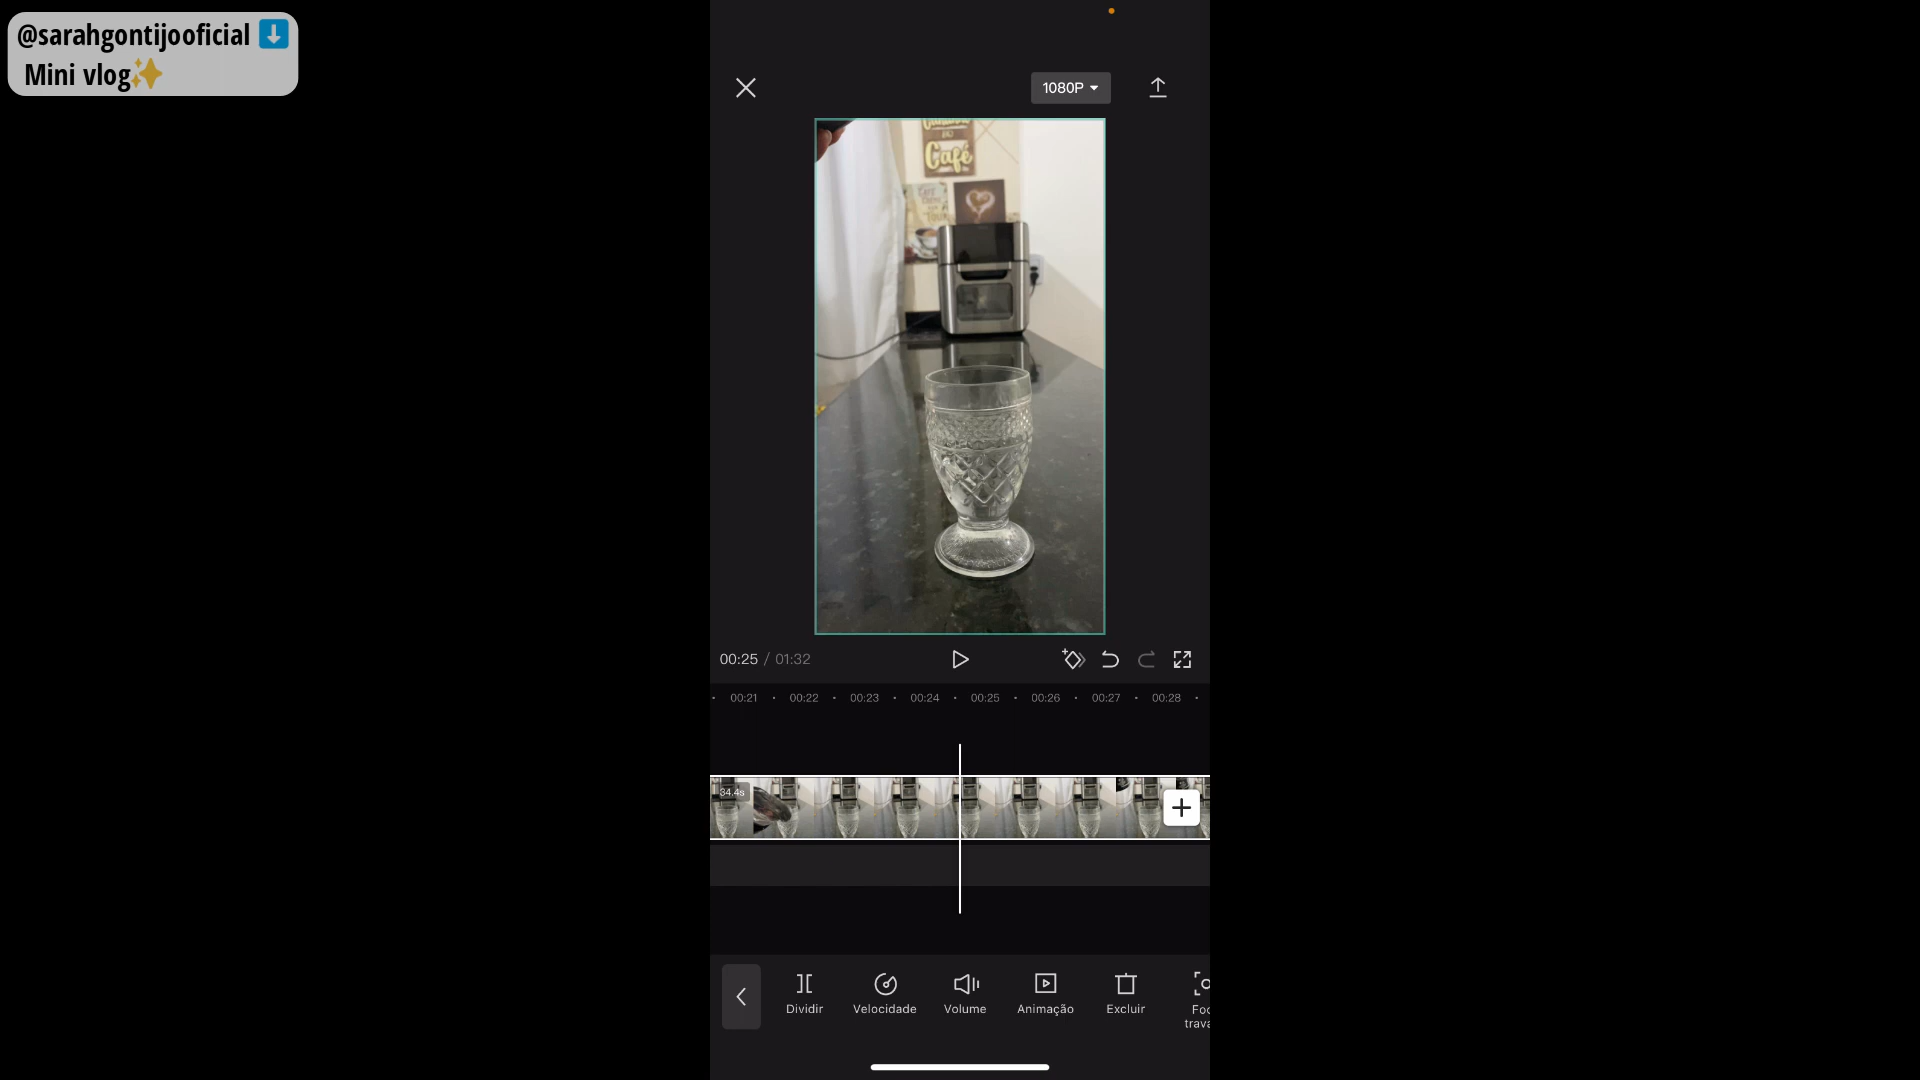 @sarahgontijooficial ⬇️
Mini vlog✨
1080P
Café
00:25 / 01:32
00:21 00:22 00:23 00:24 00:25 00:26 00:27 00:28
34.4s
Dividir Velocidade Volume Animação Excluir